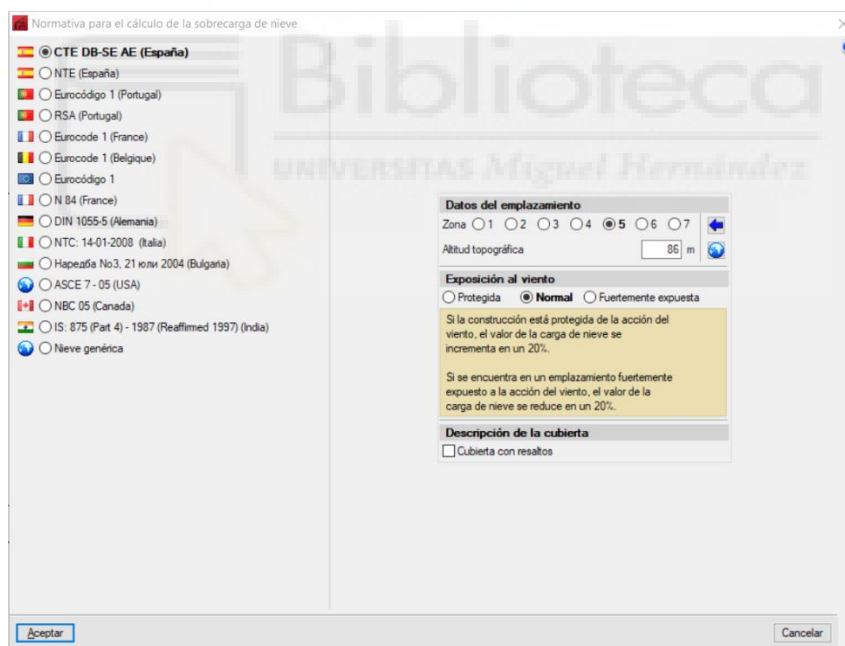 Normativa para el cálculo de la sobrecarga de nieve
Biblioteca
UNIVERSITAS Miguel Hernández
CTE DB-SE AE (España)
NTE (España)
Eurocódigo 1 (Portugal)
RSA (Portugal)
Eurocode 1 (France)
Eurocode 1 (Belgique)
Eurocódigo 1
N 84 (France)
DIN 1055-5 (Alemania)
NTC: 14-01-2008 (Italia)
Наредба No3, 21 юли 2004 (Bulgaria)
ASCE 7 - 05 (USA)
NBC 05 (Canada)
IS: 875 (Part 4) - 1987 (Reaffirmed 1997) (India)
Nieve genérica
Datos del emplazamiento
Zona 1 2 3 4 5 6 7
Altitud topográfica 86 m
Exposición al viento
Protegida Normal Fuertemente expuesta
Si la construcción está protegida de la acción del
viento, el valor de la carga de nieve se
incrementa en un 20%.
Si se encuentra en un emplazamiento fuertemente
expuesto a la acción del viento, el valor de la
carga de nieve se reduce en un 20%.
Descripción de la cubierta
Cubierta con resaltos
Aceptar
Cancelar